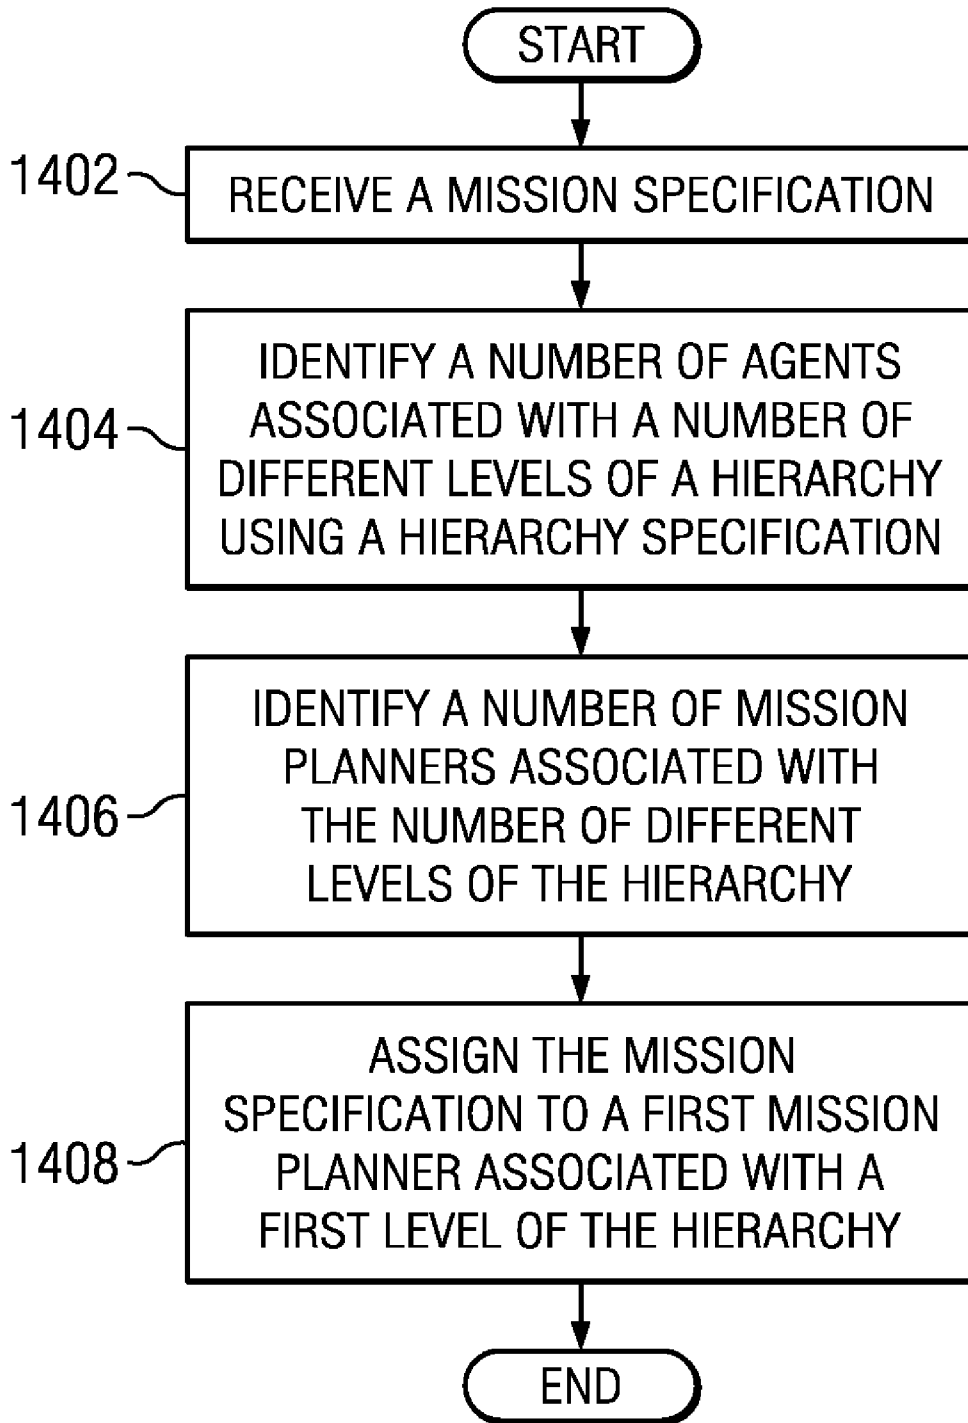 START
1402
RECEIVE A MISSION SPECIFICATION
1404
IDENTIFY A NUMBER OF AGENTS
ASSOCIATED WITH A NUMBER OF
DIFFERENT LEVELS OF A HIERARCHY
USING A HIERARCHY SPECIFICATION
1406
IDENTIFY A NUMBER OF MISSION
PLANNERS ASSOCIATED WITH
THE NUMBER OF DIFFERENT
LEVELS OF THE HIERARCHY
1408
ASSIGN THE MISSION
SPECIFICATION TO A FIRST MISSION
PLANNER ASSOCIATED WITH A
FIRST LEVEL OF THE HIERARCHY
END